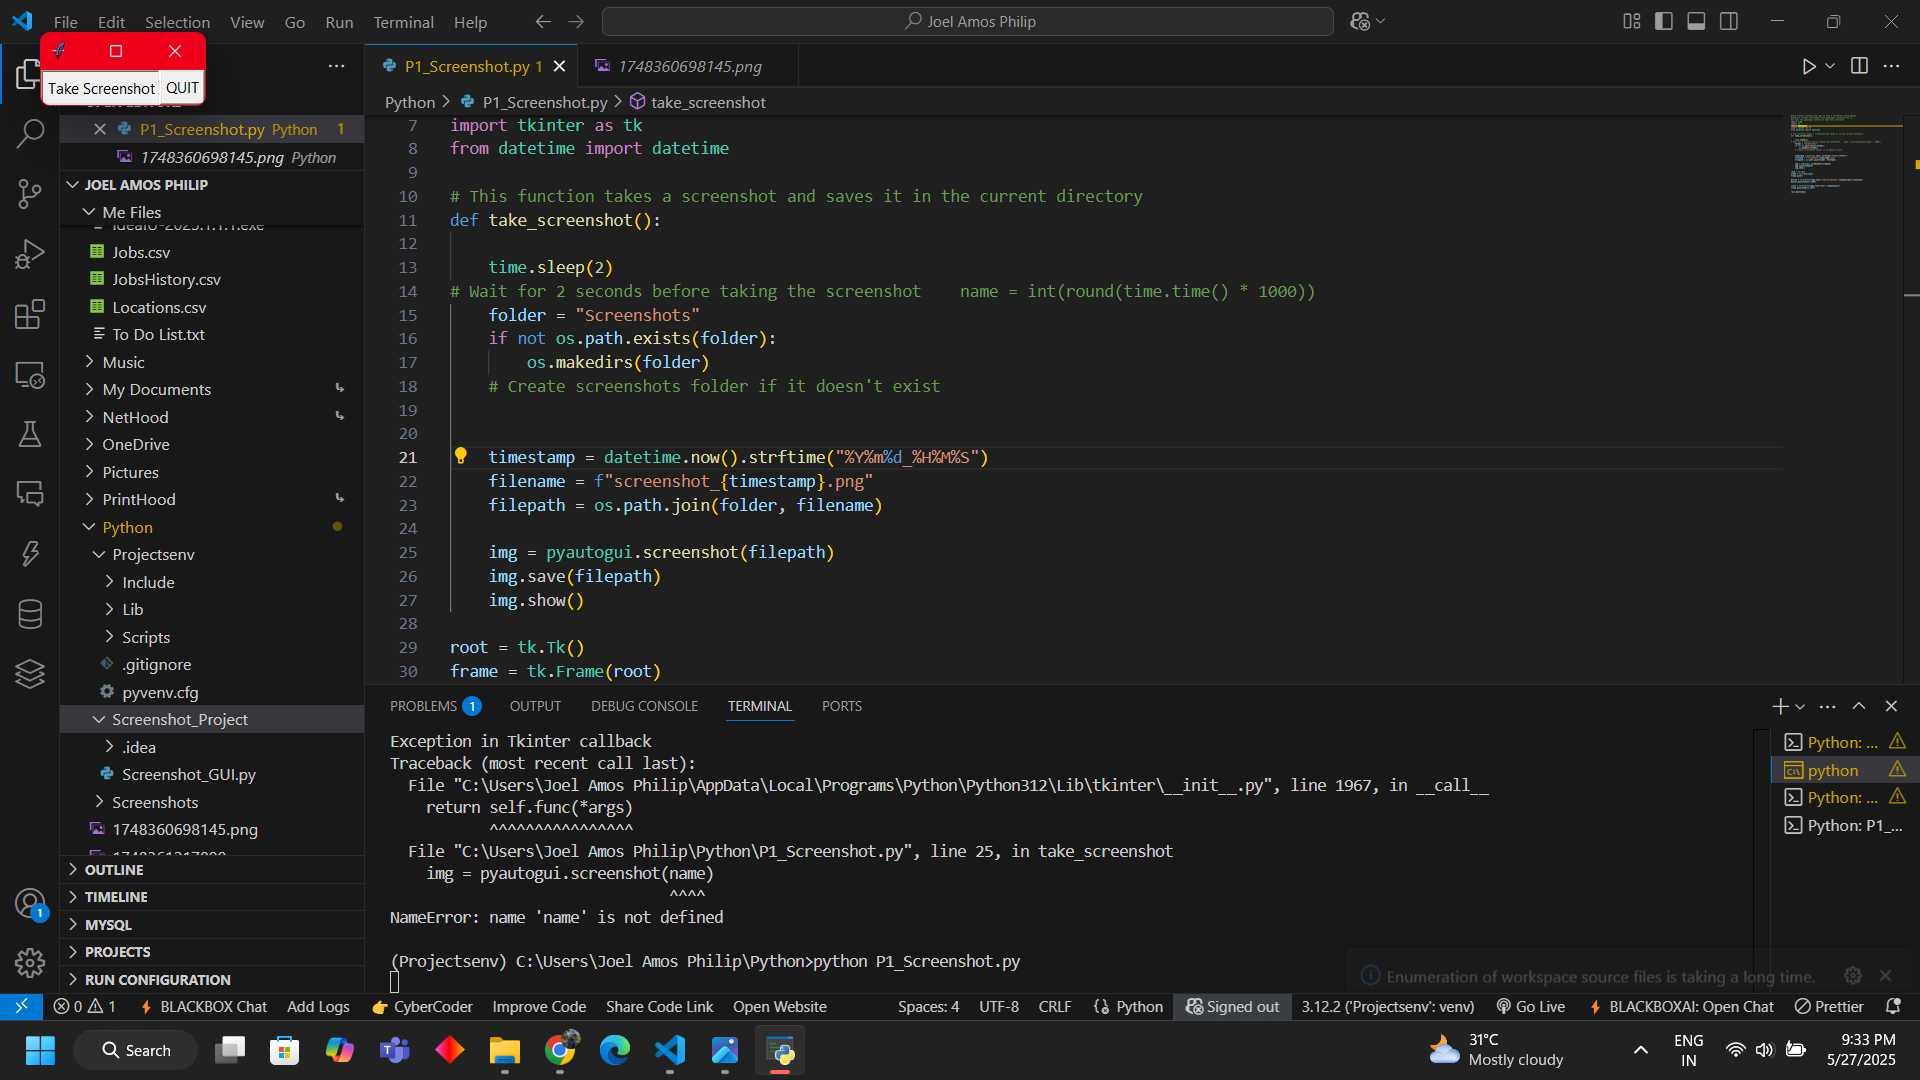 File Edit Selection View Go Run Terminal Help
Joel Amos Philip
Take Screenshot QUIT
P1_Screenshot.py 1
1748360698145.png
Python > P1_Screenshot.py > take_screenshot
P1_Screenshot.py Python 1
1748360698145.png Python
JOEL AMOS PHILIP
Me Files
Jobs.csv
JobsHistory.csv
Locations.csv
To Do List.txt
Music
My Documents
NetHood
OneDrive
Pictures
PrintHood
Python
Projectsenv
Include
Lib
Scripts
.gitignore
pyvenv.cfg
Screenshot_Project
.idea
Screenshot_GUI.py
Screenshots
1748360698145.png
OUTLINE
TIMELINE
MYSQL
PROJECTS
RUN CONFIGURATION
7 import tkinter as tk
8 from datetime import datetime
9
10 # This function takes a screenshot and saves it in the current directory
11 def take_screenshot():
12
13 time.sleep(2)
14 # Wait for 2 seconds before taking the screenshot    name = int(round(time.time() * 1000))
15 folder = "Screenshots"
16 if not os.path.exists(folder):
17 os.makedirs(folder)
18 # Create screenshots folder if it doesn't exist
19
20
21 timestamp = datetime.now().strftime("%Y%m%d_%H%M%S")
22 filename = f"screenshot_{timestamp}.png"
23 filepath = os.path.join(folder, filename)
24
25 img = pyautogui.screenshot(filepath)
26 img.save(filepath)
27 img.show()
28
29 root = tk.Tk()
30 frame = tk.Frame(root)
PROBLEMS 1 OUTPUT DEBUG CONSOLE TERMINAL PORTS
Exception in Tkinter callback
Traceback (most recent call last):
File "C:\Users\Joel Amos Philip\AppData\Local\Programs\Python\Python312\Lib\tkinter\__init__.py", line 1967, in __call__
return self.func(*args)
^^^^^^^^^^^^^^^^
File "C:\Users\Joel Amos Philip\Python\P1_Screenshot.py", line 25, in take_screenshot
img = pyautogui.screenshot(name)
^^^^
NameError: name 'name' is not defined
(Projectsenv) C:\Users\Joel Amos Philip\Python>python P1_Screenshot.py
Python: ...
python
Python: ...
Python: P1_...
Enumeration of workspace source files is taking a long time.
0 1 BLACKBOX Chat Add Logs CyberCoder Improve Code Share Code Link Open Website Spaces: 4 UTF-8 CRLF Python Signed out 3.12.2 ('Projectsenv': venv) Go Live BLACKBOXAI: Open Chat Prettier
1
Search
31°C
Mostly cloudy
ENG
IN
9:33 PM
5/27/2025